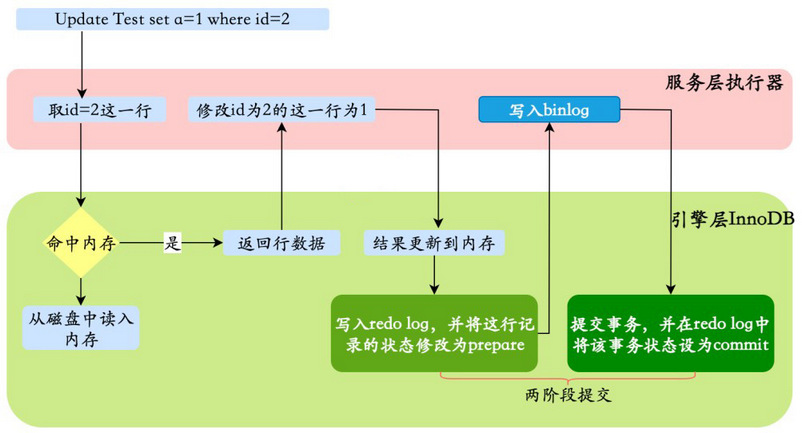 Update Test set a=1 where id=2
服务层执行器
取id=2这一行
修改id为2的这一行为1
写入binlog
引擎层InnoDB
命中内存
是
返回行数据
结果更新到内存
从磁盘中读入
内存
写入redo log，并将这行记
录的状态修改为prepare
提交事务，并在redo log中
将该事务状态设为commit
两阶段提交